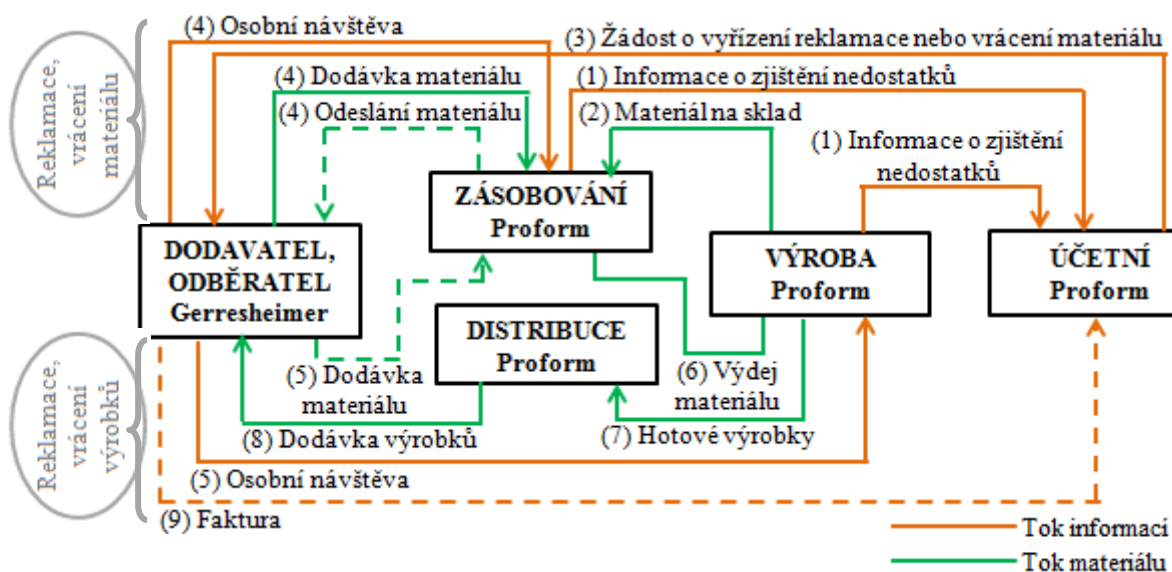 (4) Osobní návštěva
(3) Žádost o vyřízení reklamace nebo vrácení materiálu
(4) Dodávka materiálu
(1) Informace o zjištění nedostatků
(4) Odeslání materiálu
(2) Materiál na sklad
(1) Informace o zjištění
nedostatků
Reklamace,
vrácení
materiálu
ZÁSOBOVÁNÍ
Proform
DODAVATEL,
ODBĚRATEL
Gerresheimer
VÝROBA
Proform
ÚČETNÍ
Proform
DISTRIBUCE
Proform
Reklamace,
vrácení
výrobků
(5) Dodávka
materiálu
(6) Výdej
materiálu
(8) Dodávka výrobků
(7) Hotové výrobky
(5) Osobní návštěva
(9) Faktura
Tok informací
Tok materiálu